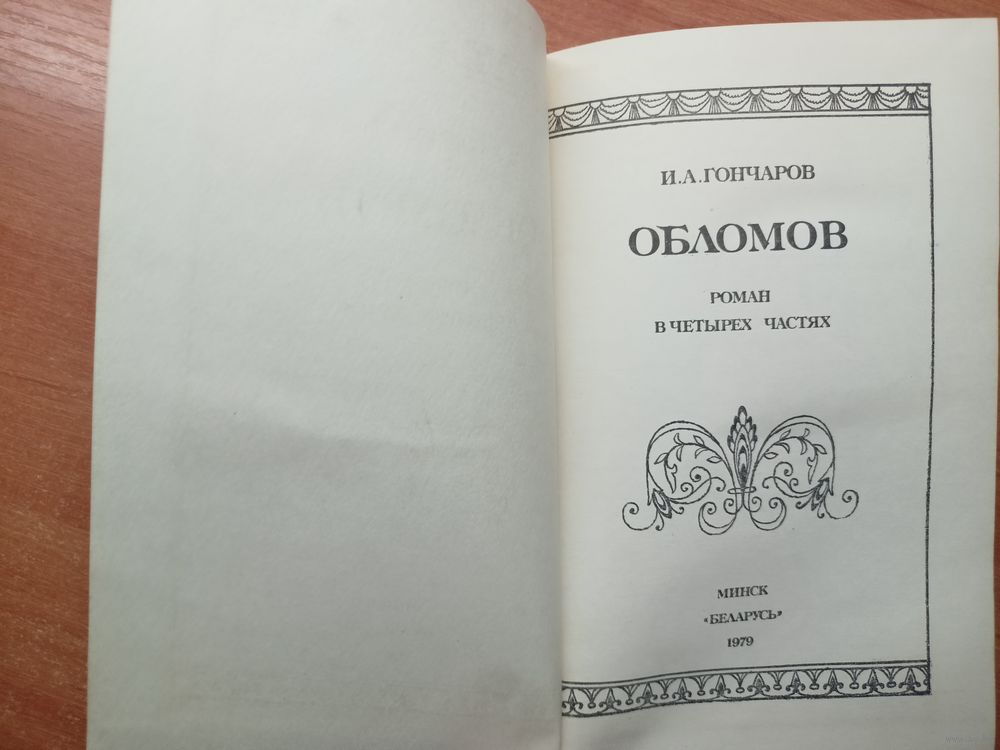 И.А.ГОНЧАРОВ
ОБЛОМОВ
РОМАН
В ЧЕТЫРЕХ ЧАСТЯХ
МИНСК
«БЕЛАРУСЬ»
1979